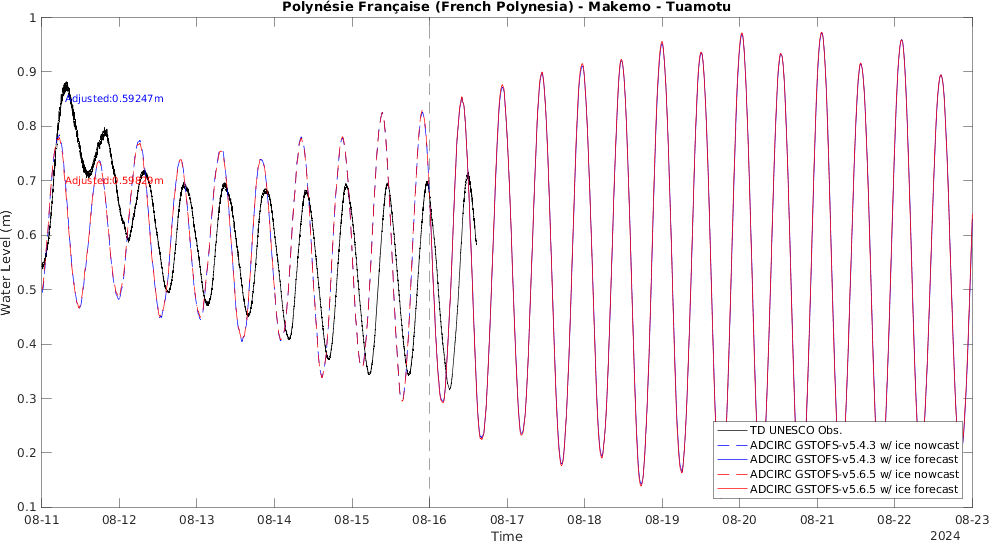 Polynésie Française (French Polynesia) - Makemo - Tuamotu
1
0.9
0.8
0.7
0.6
0.5
0.4
0.3
0.2
0.1
Water Level (m)
Adjusted:0.59247m
Adjusted:0.59829m
TD UNESCO Obs.
ADCIRC GSTOFS-v5.4.3 w/ ice nowcast
ADCIRC GSTOFS-v5.4.3 w/ ice forecast
ADCIRC GSTOFS-v5.6.5 w/ ice nowcast
ADCIRC GSTOFS-v5.6.5 w/ ice forecast
08-11 08-12 08-13 08-14 08-15 08-16 08-17 08-18 08-19 08-20 08-21 08-22 08-23
Time
2024